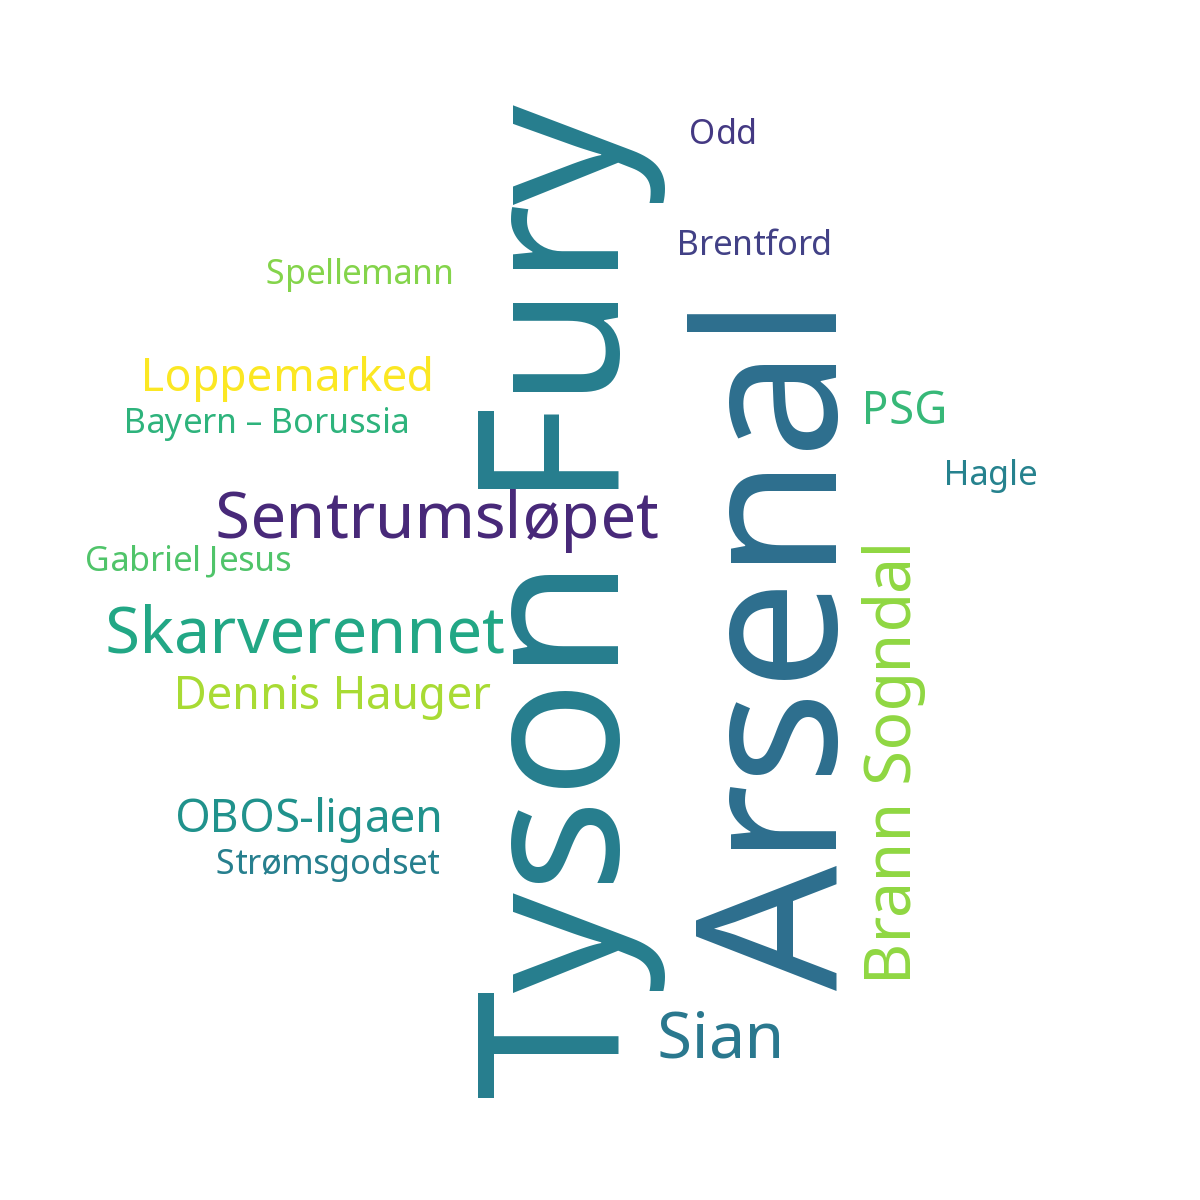 Odd
Brentford
Spellemann
Tyson Fury
Arsenal
Loppemarked
Bayern – Borussia
PSG
Hagle
Sentrumsløpet
Gabriel Jesus
Skarverennet
Dennis Hauger
Brann Sogndal
OBOS-ligaen
Strømsgodset
Sian